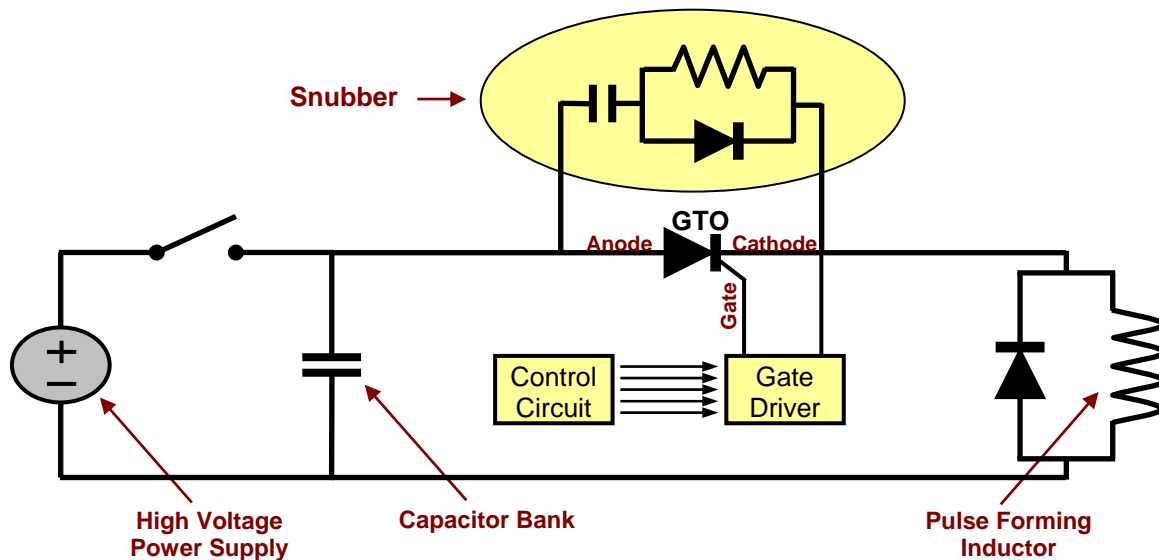 Snubber
GTO
Anode
Cathode
Gate
Control
Circuit
Gate
Driver
High Voltage
Power Supply
Capacitor Bank
Pulse Forming
Inductor